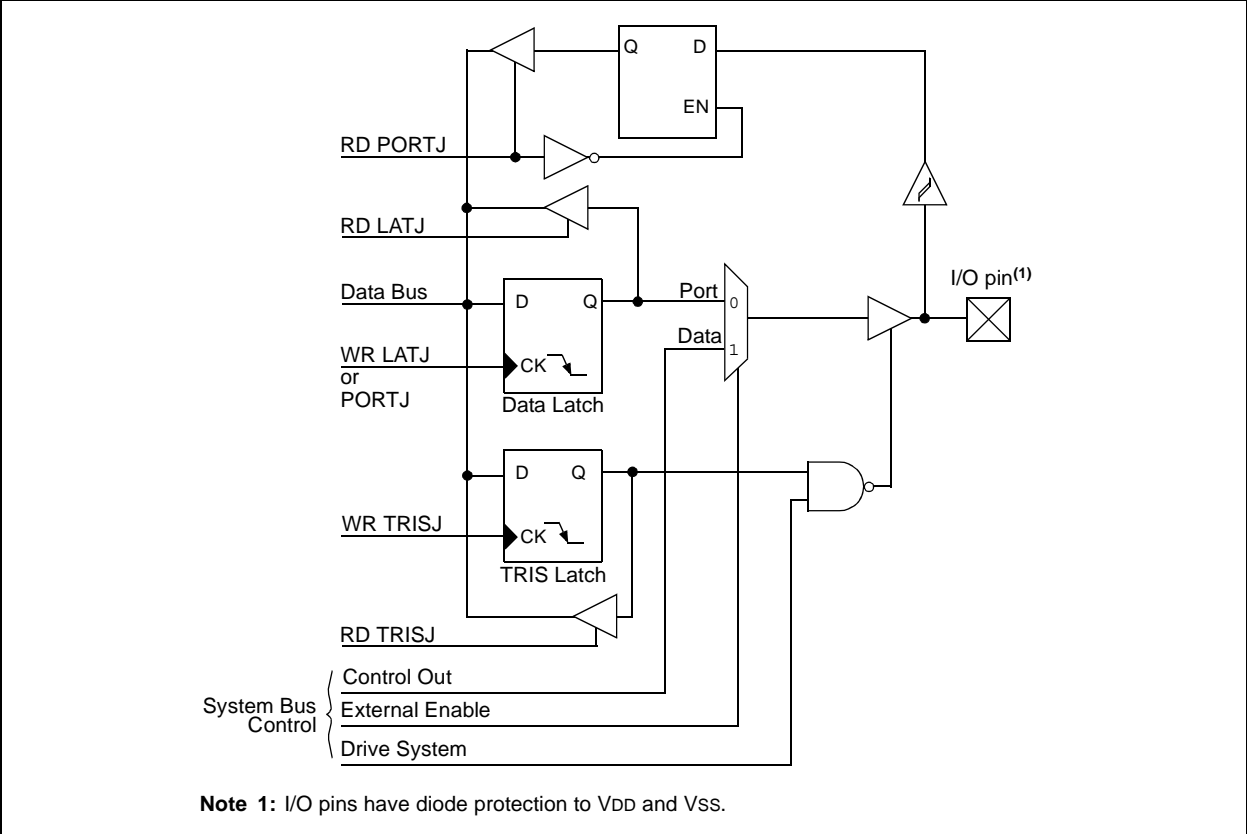 Q D
EN
RD PORTJ
RD LATJ
I/O pin(1)
Data Bus
D Q
Port
0
Data
1
WR LATJ
or
PORTJ
CK
Data Latch
D Q
WR TRISJ
CK
TRIS Latch
RD TRISJ
System Bus
Control
Control Out
External Enable
Drive System
Note 1: I/O pins have diode protection to VDD and VSS.